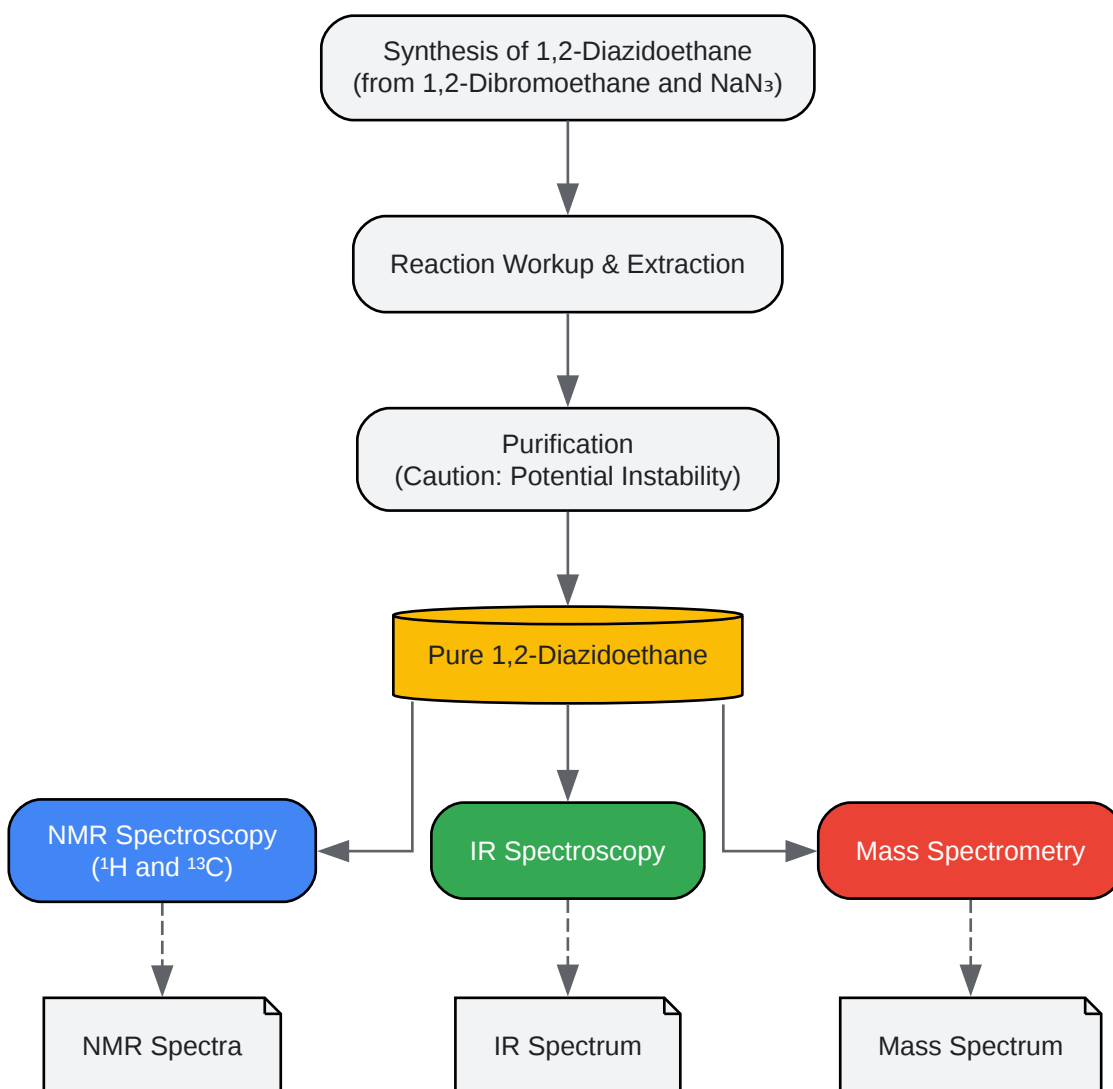 Synthesis of 1,2-Diazidoethane
(from 1,2-Dibromoethane and NaN₃)
Reaction Workup & Extraction
Purification
(Caution: Potential Instability)
Pure 1,2-Diazidoethane
NMR Spectroscopy
(¹H and ¹³C)
IR Spectroscopy
Mass Spectrometry
NMR Spectra
IR Spectrum
Mass Spectrum